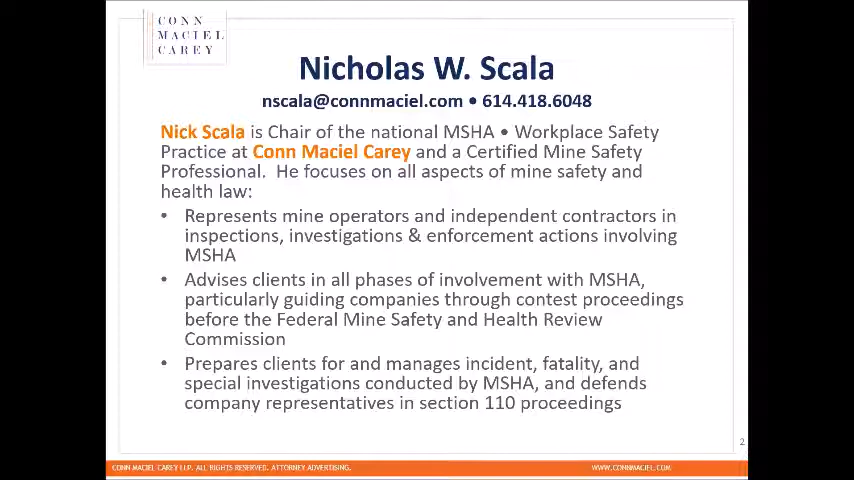 CONN
MACIEL
CAREY
Nicholas W. Scala
nscala@connmaciel.com • 614.418.6048
Nick Scala is Chair of the national MSHA • Workplace Safety
Practice at Conn Maciel Carey and a Certified Mine Safety
Professional. He focuses on all aspects of mine safety and
health law:
• Represents mine operators and independent contractors in
inspections, investigations & enforcement actions involving
MSHA
• Advises clients in all phases of involvement with MSHA,
particularly guiding companies through contest proceedings
before the Federal Mine Safety and Health Review
Commission
• Prepares clients for and manages incident, fatality, and
special investigations conducted by MSHA, and defends
company representatives in section 110 proceedings
2
CONN MACIEL CAREY LLP. ALL RIGHTS RESERVED. ATTORNEY ADVERTISING.
WWW.CONNMACIEL.COM